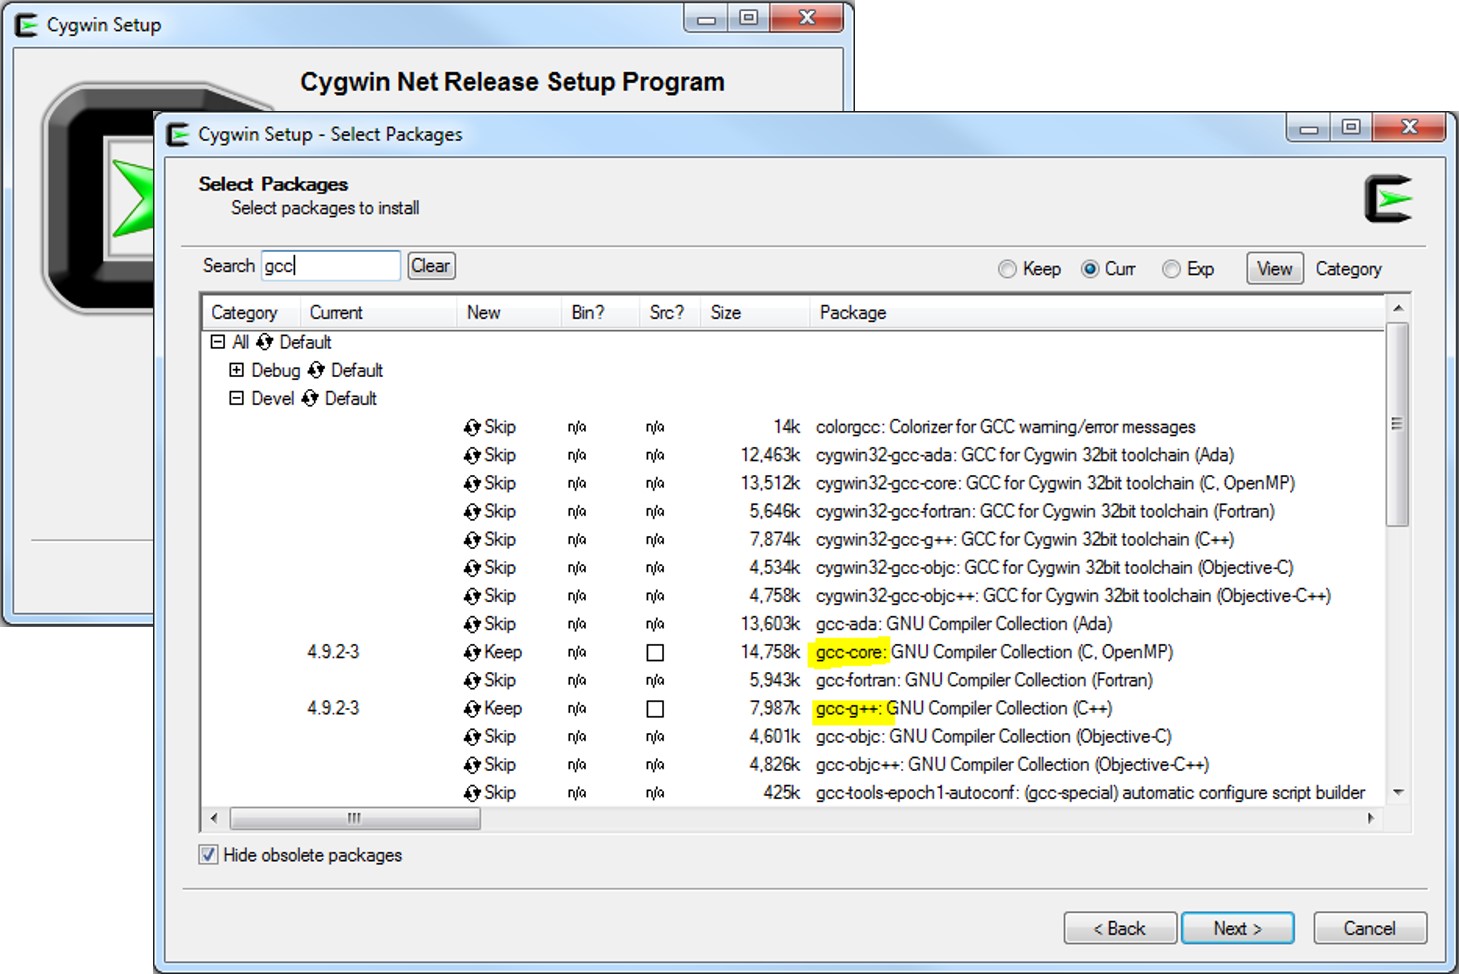 Cygwin Setup
Cygwin Net Release Setup Program
Cygwin Setup - Select Packages
Select Packages
Select packages to install
Search gcc Clear Keep Curr Exp View Category
Category Current New Bin? Src? Size Package
All Default
Debug Default
Devel Default
Skip n/a n/a 14k colorgcc: Colorizer for GCC warning/error messages
Skip n/a n/a 12,463k cygwin32-gcc-ada: GCC for Cygwin 32bit toolchain (Ada)
Skip n/a n/a 13,512k cygwin32-gcc-core: GCC for Cygwin 32bit toolchain (C, OpenMP)
Skip n/a n/a 5,646k cygwin32-gcc-fortran: GCC for Cygwin 32bit toolchain (Fortran)
Skip n/a n/a 7,874k cygwin32-gcc-g++: GCC for Cygwin 32bit toolchain (C++)
Skip n/a n/a 4,534k cygwin32-gcc-objc: GCC for Cygwin 32bit toolchain (Objective-C)
Skip n/a n/a 4,758k cygwin32-gcc-objc++: GCC for Cygwin 32bit toolchain (Objective-C++)
Skip n/a n/a 13,603k gcc-ada: GNU Compiler Collection (Ada)
4.9.2-3 Keep n/a 14,758k gcc-core: GNU Compiler Collection (C, OpenMP)
Skip n/a n/a 5,943k gcc-fortran: GNU Compiler Collection (Fortran)
4.9.2-3 Keep n/a 7,987k gcc-g++: GNU Compiler Collection (C++)
Skip n/a n/a 4,601k gcc-objc: GNU Compiler Collection (Objective-C)
Skip n/a n/a 4,826k gcc-objc++: GNU Compiler Collection (Objective-C++)
Skip n/a n/a 425k gcc-tools-epoch1-autoconf: (gcc-special) automatic configure script builder
Hide obsolete packages
< Back Next > Cancel